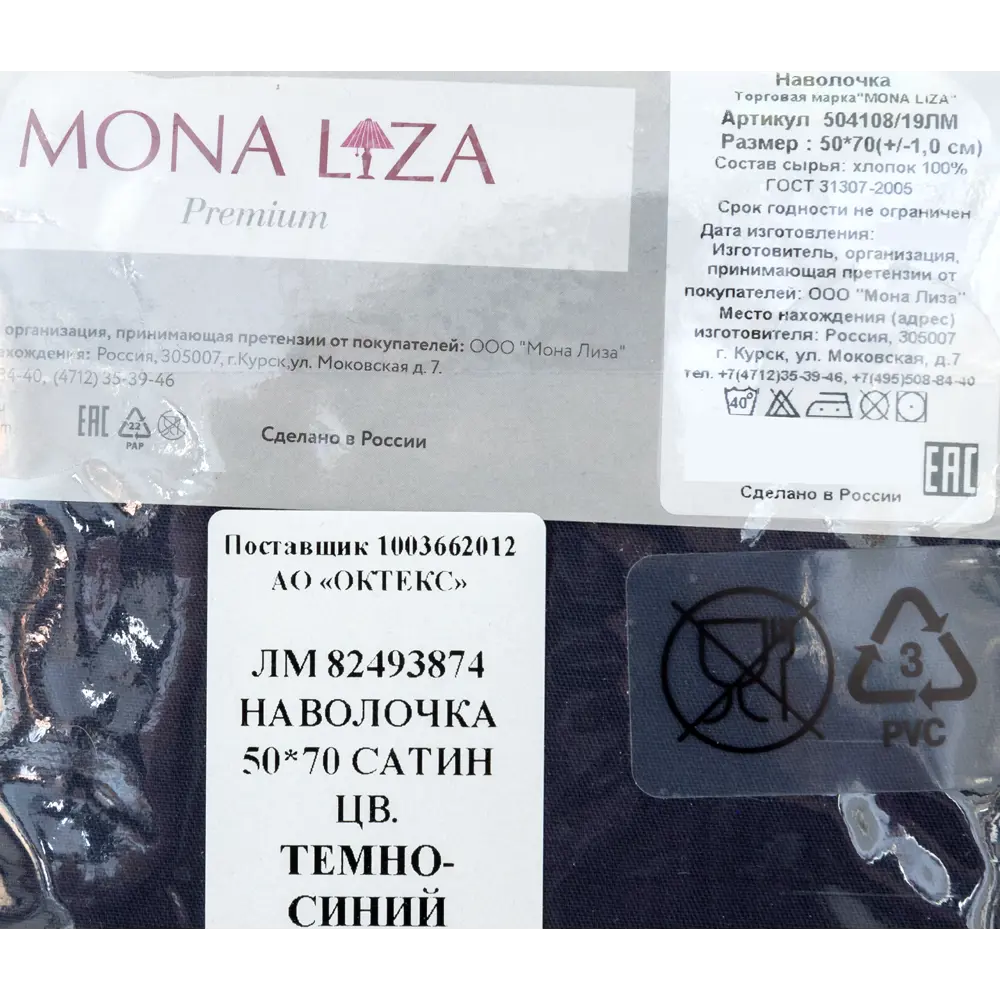 MONA LIZA
Premium
организация, принимающая претензии от покупателей: ООО "Мона Лиза"
Россия, 305007, г.Курск,ул. Моковская д.7.
(4712) 35-39-46
EAC
22
PAP
Сделано в России
Наволочка
Торговая марка"MONA LIZA"
Артикул 504108/19ЛМ
Размер : 50*70(+/-1,0 см)
Состав сырья: хлопок 100%
ГОСТ 31307-2005
Срок годности не ограничен
Дата изготовления:
Изготовитель, организация,
принимающая претензии от
покупателей: ООО "Мона Лиза"
Место нахождения (адрес)
изготовителя: Россия, 305007
г. Курск, ул. Моковская, д.7
тел. +7(4712)35-39-46, +7(495)508-84-40
40°
EAC
Сделано в России
Поставщик 1003662012
АО «ОКТЕКС»
ЛМ 82493874
НАВОЛОЧКА
50*70 САТИН
ЦВ.
ТЕМНО-
СИНИЙ
3
PVC